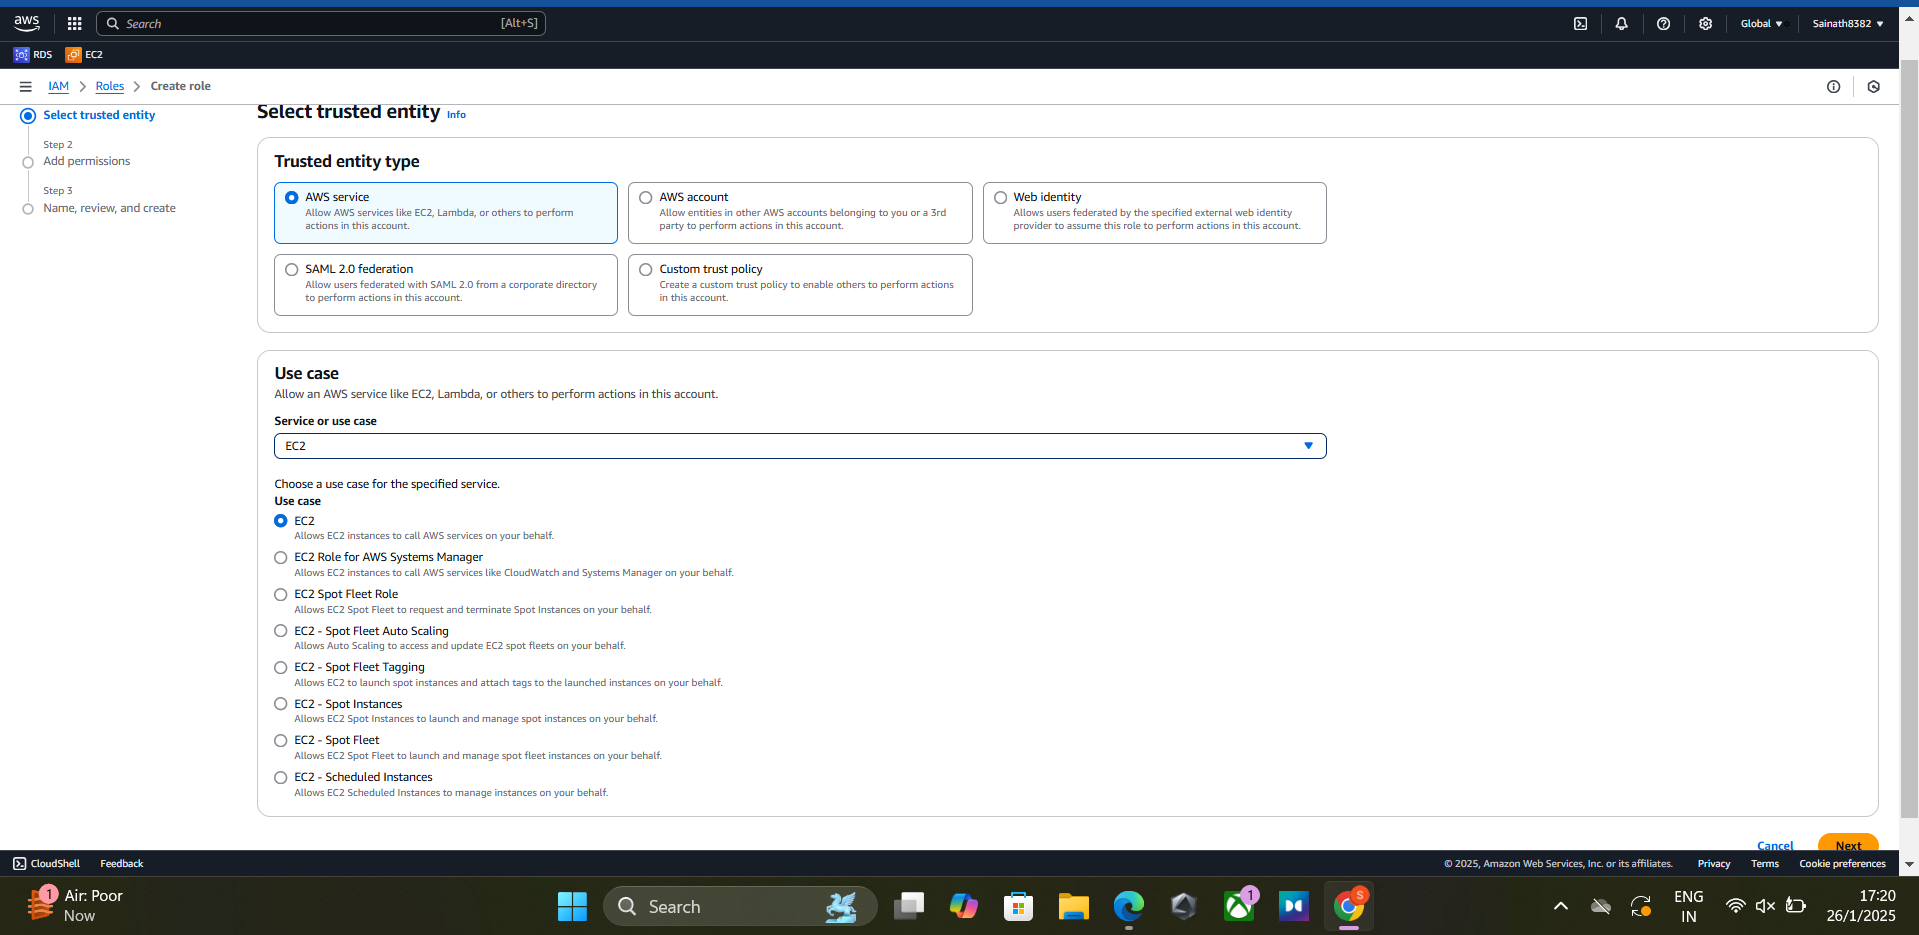 aws
Search [Alt+S]
Global
Sainath8382
RDS
EC2
IAM
Roles
Create role
Select trusted entity
Step 2
Add permissions
Step 3
Name, review, and create
Select trusted entity Info
Trusted entity type
AWS service
Allow AWS services like EC2, Lambda, or others to perform
actions in this account.
AWS account
Allow entities in other AWS accounts belonging to you or a 3rd
party to perform actions in this account.
Web identity
Allows users federated by the specified external web identity
provider to assume this role to perform actions in this account.
SAML 2.0 federation
Allow users federated with SAML 2.0 from a corporate directory
to perform actions in this account.
Custom trust policy
Create a custom trust policy to enable others to perform actions
in this account.
Use case
Allow an AWS service like EC2, Lambda, or others to perform actions in this account.
Service or use case
EC2
Choose a use case for the specified service.
Use case
EC2
Allows EC2 instances to call AWS services on your behalf.
EC2 Role for AWS Systems Manager
Allows EC2 instances to call AWS services like CloudWatch and Systems Manager on your behalf.
EC2 Spot Fleet Role
Allows EC2 Spot Fleet to request and terminate Spot Instances on your behalf.
EC2 - Spot Fleet Auto Scaling
Allows Auto Scaling to access and update EC2 spot fleets on your behalf.
EC2 - Spot Fleet Tagging
Allows EC2 to launch spot instances and attach tags to the launched instances on your behalf.
EC2 - Spot Instances
Allows EC2 Spot Instances to launch and manage spot instances on your behalf.
EC2 - Spot Fleet
Allows EC2 Spot Fleet to launch and manage spot fleet instances on your behalf.
EC2 - Scheduled Instances
Allows EC2 Scheduled Instances to manage instances on your behalf.
Cancel
Next
CloudShell
Feedback
© 2025, Amazon Web Services, Inc. or its affiliates.
Privacy
Terms
Cookie preferences
1
Air: Poor
Now
Search
1
S
ENG
IN
17:20
26/1/2025